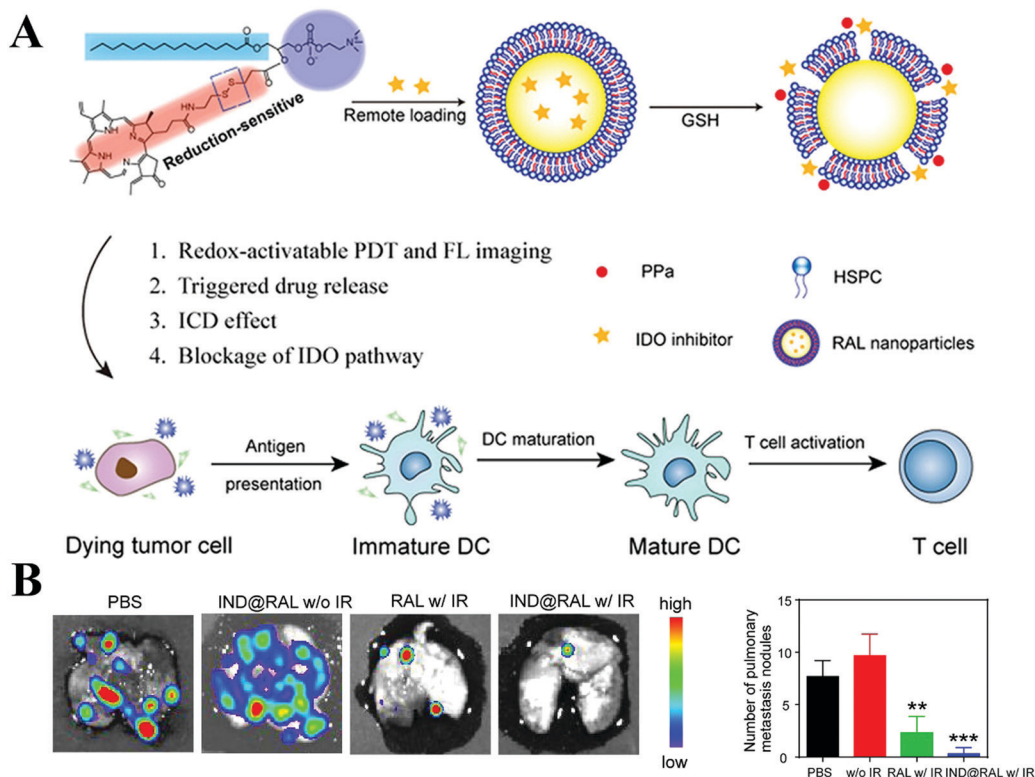 A
Reduction-sensitive
Remote loading
GSH
1. Redox-activatable PDT and FL imaging
2. Triggered drug release
3. ICD effect
4. Blockage of IDO pathway
PPa
HSPC
IDO inhibitor
RAL nanoparticles
Antigen
presentation
DC maturation
T cell activation
Dying tumor cell
Immature DC
Mature DC
T cell
B
PBS
IND@RAL w/o IR
RAL w/ IR
IND@RAL w/ IR
high
low
Number of pulmonary
metastasis nodules
15
10
5
0
**
***
PBS
w/o IR
RAL w/ IR
IND@RAL w/ IR